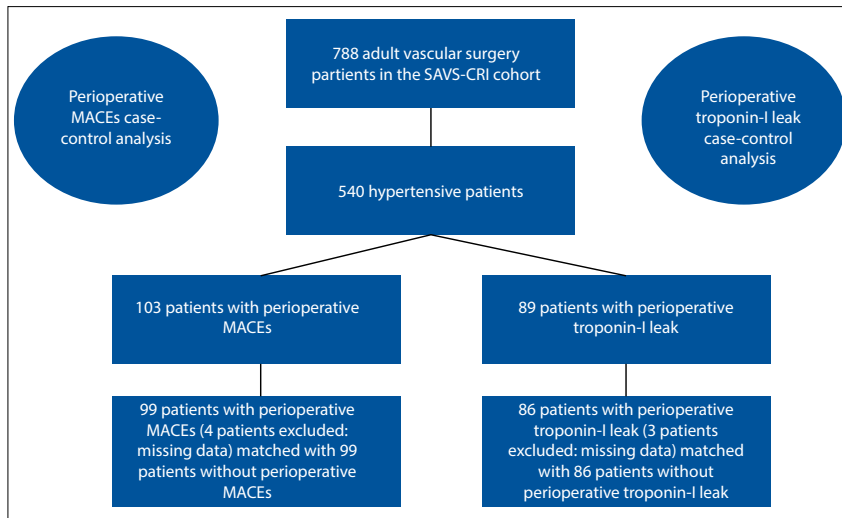 788 adult vascular surgery
partients in the SAVS-CRI cohort
Perioperative
MACEs case-
control analysis
Perioperative
troponin-I leak
case-control
analysis
540 hypertensive patients
103 patients with perioperative
MACEs
89 patients with perioperative
troponin-I leak
99 patients with perioperative
MACEs (4 patients excluded:
missing data) matched with 99
patients without perioperative
MACEs
86 patients with perioperative
troponin-I leak (3 patients
excluded: missing data) matched
with 86 patients without
perioperative troponin-I leak